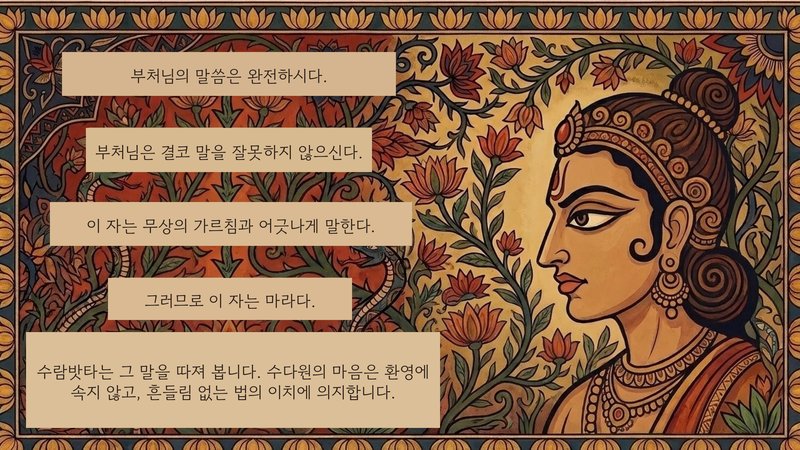 부처님의 말씀은 완전하시다.
부처님은 결코 말을 잘못하지 않으신다.
이 자는 무상의 가르침과 어긋나게 말한다.
그러므로 이 자는 마라다.
수람밧타는 그 말을 따져 봅니다. 수다원의 마음은 환영에
속지 않고, 흔들림 없는 법의 이치에 의지합니다.